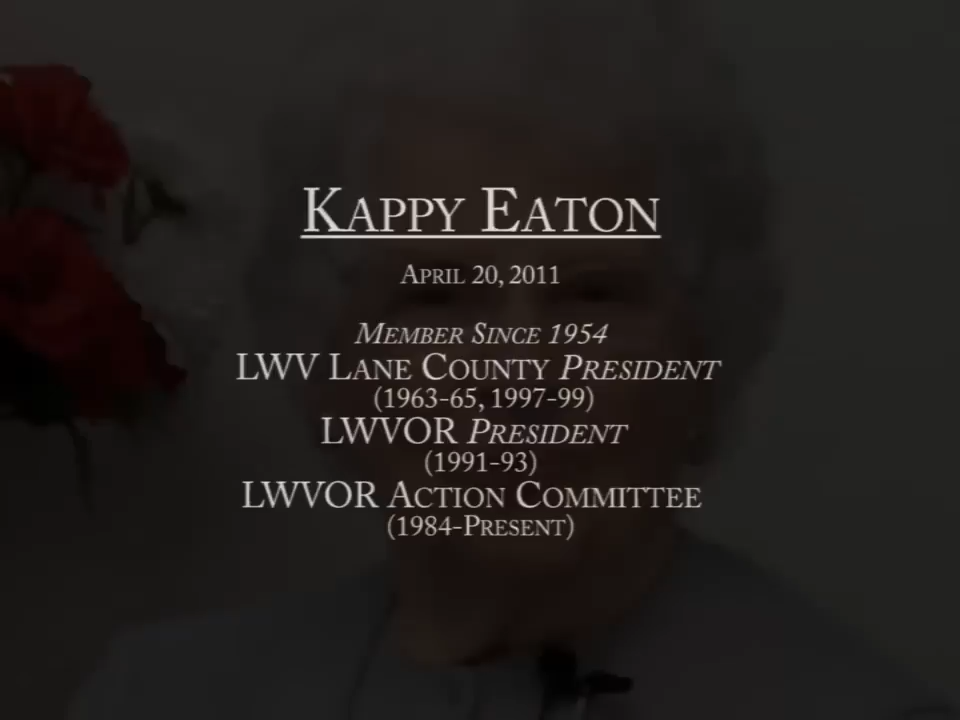 Kappy Eaton
April 20, 2011
Member Since 1954
LWV Lane County President
(1963-65, 1997-99)
LWVOR President
(1991-93)
LWVOR Action Committee
(1984-Present)